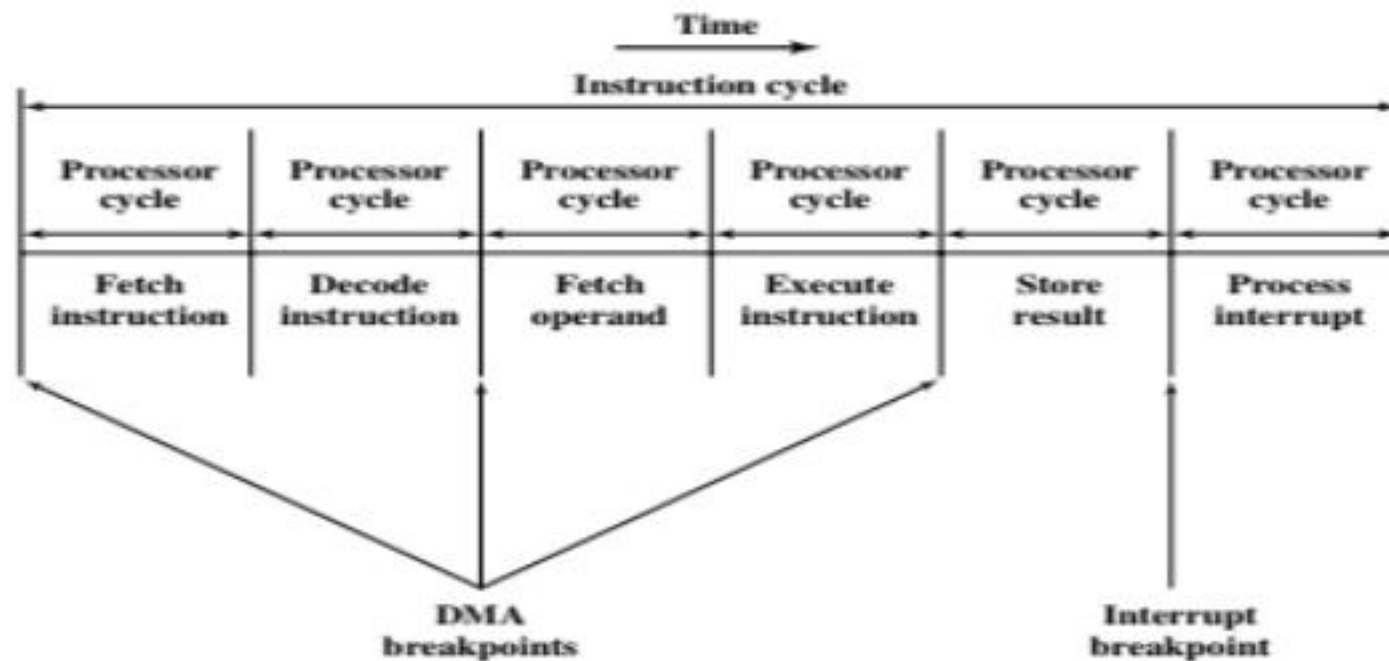 Time
Instruction cycle
Processor cycle
Processor cycle
Processor cycle
Processor cycle
Processor cycle
Processor cycle
Fetch instruction
Decode instruction
Fetch operand
Execute instruction
Store result
Process interrupt
DMA breakpoints
Interrupt breakpoint